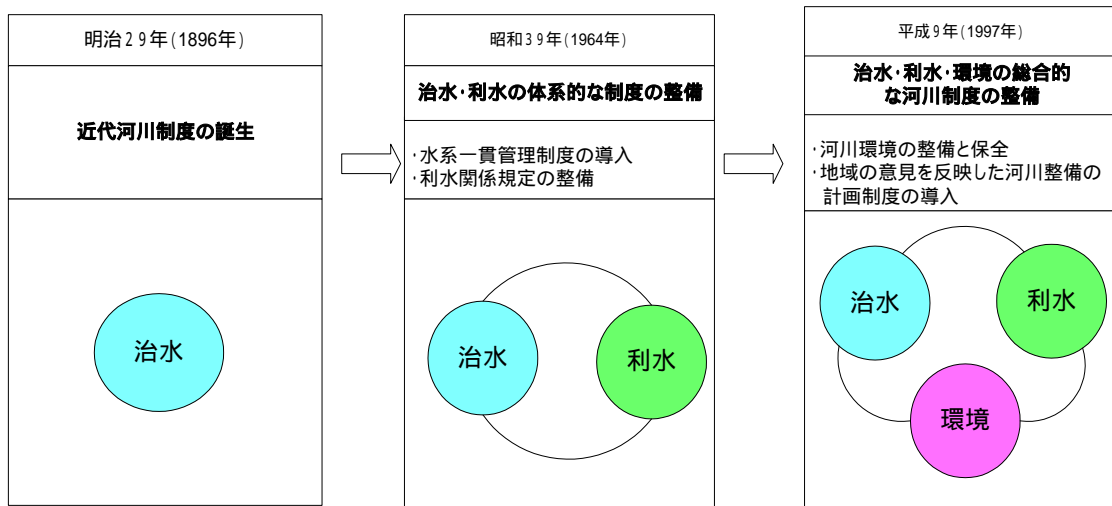 明治29年(1896年)
近代河川制度の誕生
治水
昭和39年(1964年)
治水・利水の体系的な制度の整備
・水系一貫管理制度の導入
・利水関係規定の整備
治水
利水
平成9年(1997年)
治水・利水・環境の総合的
な河川制度の整備
・河川環境の整備と保全
・地域の意見を反映した河川整備の
計画制度の導入
治水
利水
環境